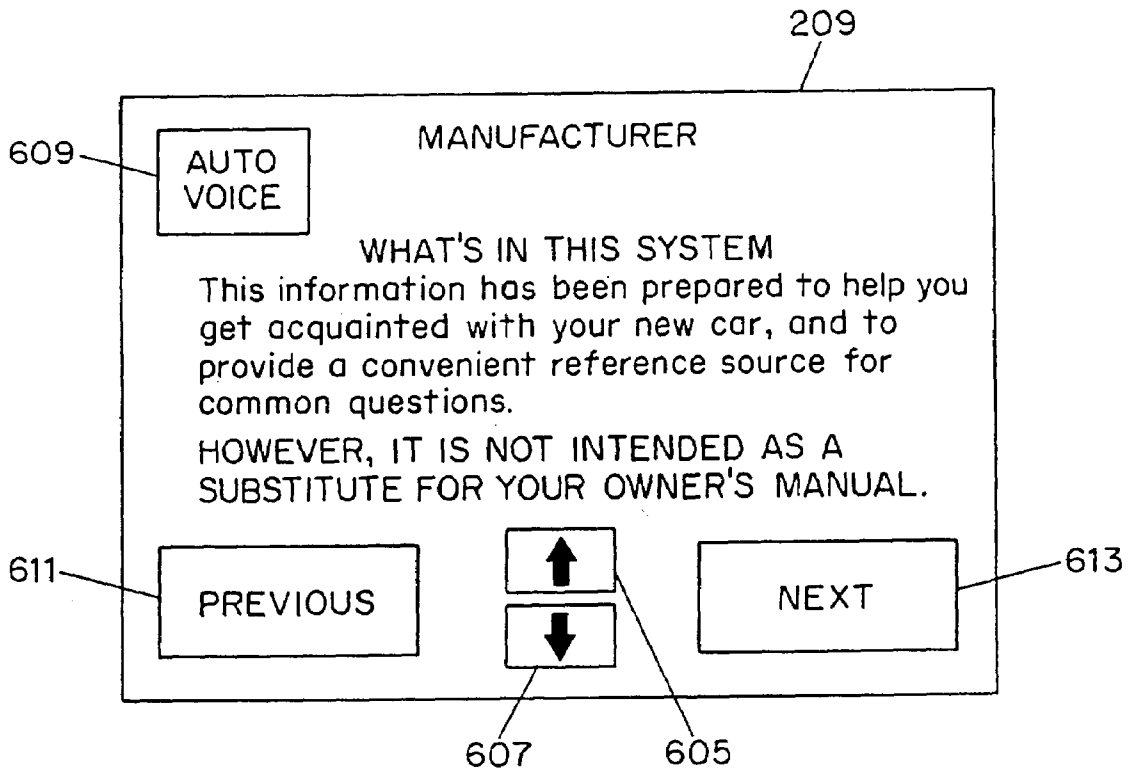 209
MANUFACTURER
609
AUTO
VOICE
WHAT'S IN THIS SYSTEM
This information has been prepared to help you
get acquainted with your new car, and to
provide a convenient reference source for
common questions.
HOWEVER, IT IS NOT INTENDED AS A
SUBSTITUTE FOR YOUR OWNER'S MANUAL.
611
PREVIOUS
NEXT
613
607
605